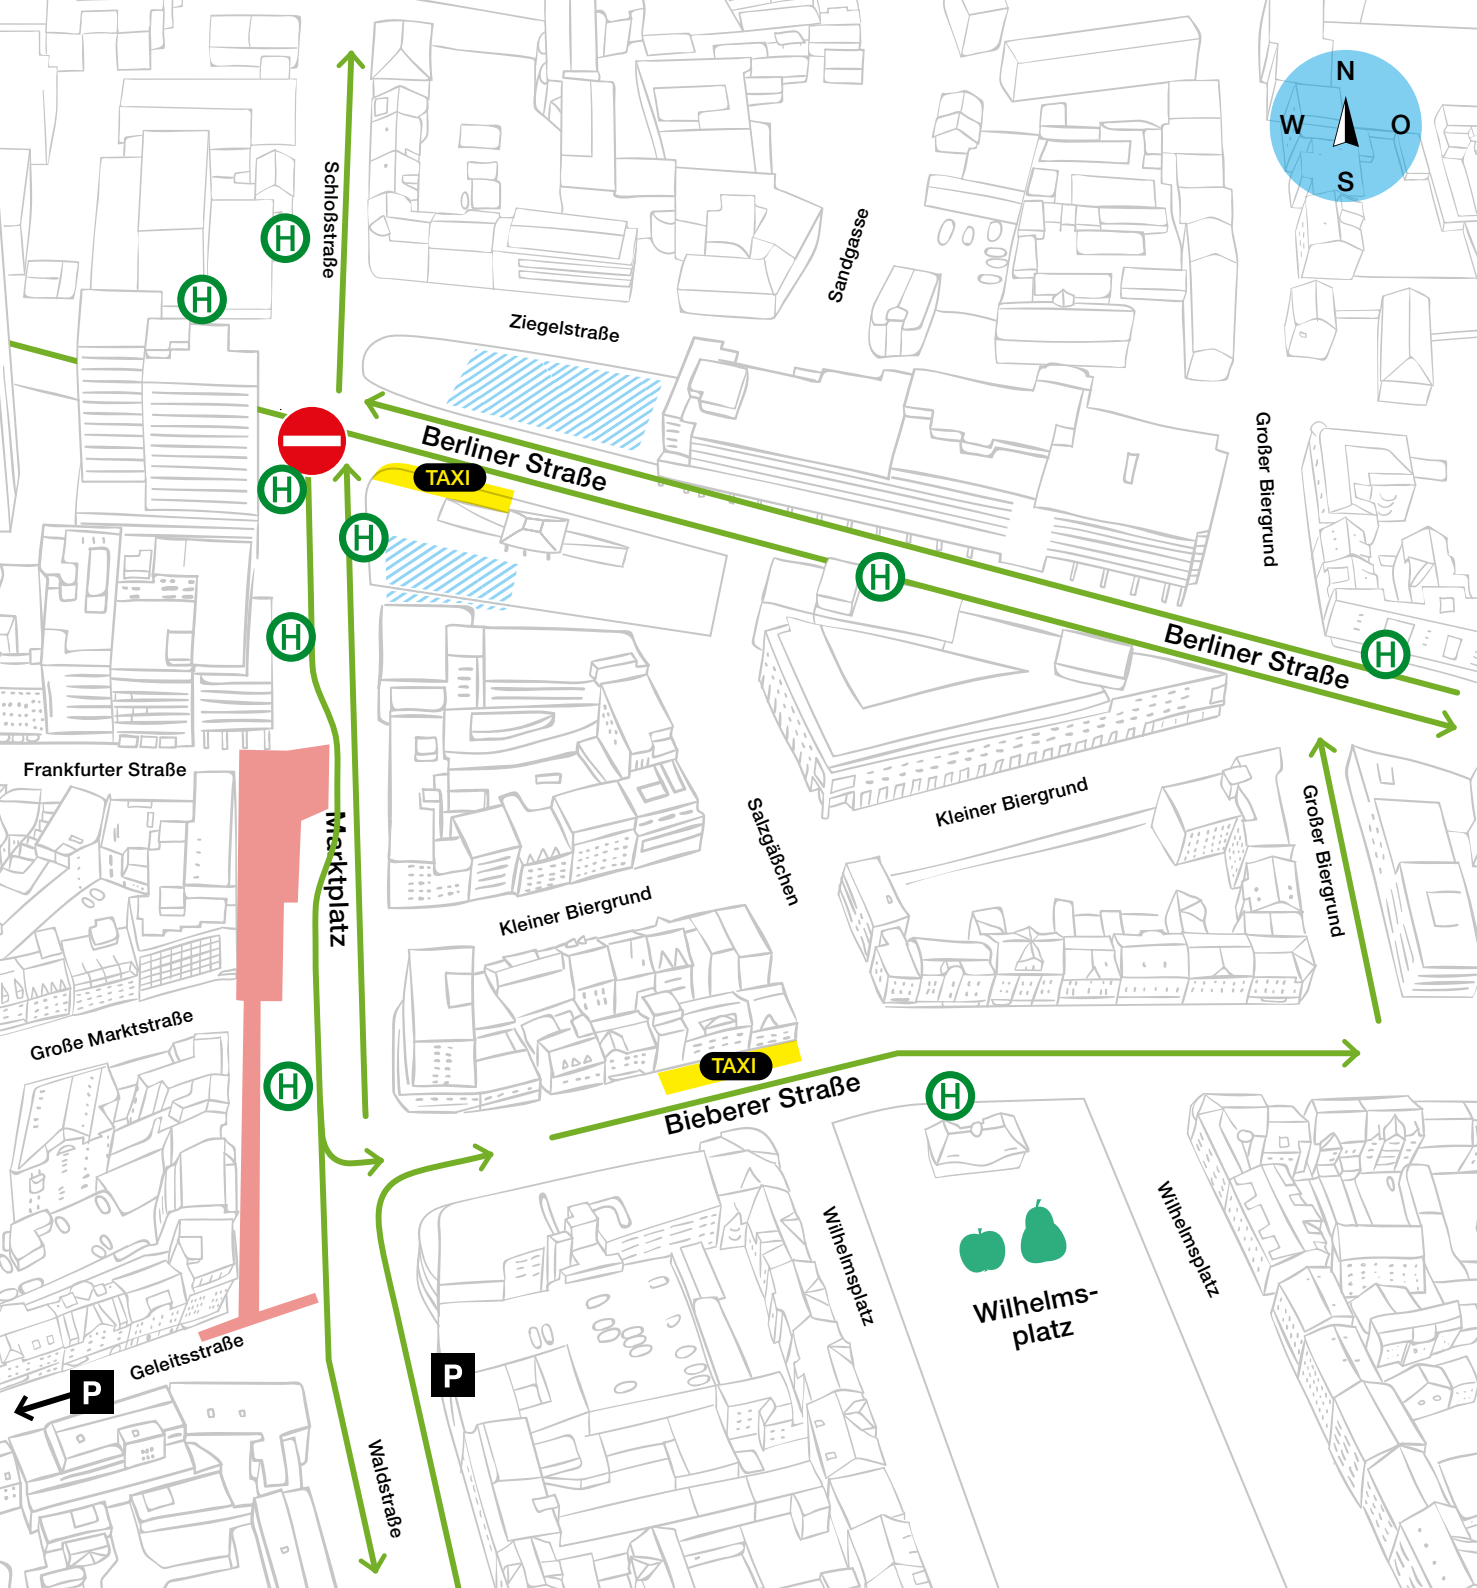 N
W
O
S
Schloßstraße
H
Sandgasse
H
Ziegelstraße
Berliner Straße
TAXI
H
H
Großer Biergrund
H
H
Berliner Straße
H
Frankfurter Straße
Marktplatz
Kleiner Biergrund
Salzgäßchen
Großer Biergrund
Kleiner Biergrund
Große Marktstraße
H
TAXI
Bieberer Straße
H
Wilhelmsplatz
Wilhelmsplatz
Wilhelms-
platz
Geleitsstraße
P
P
Waldstraße